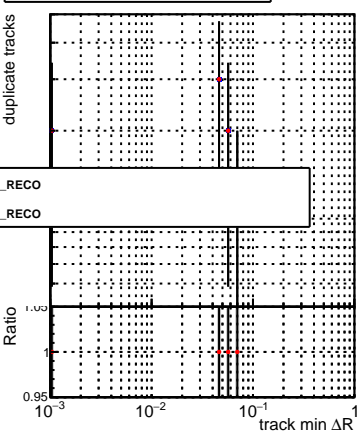 duplicate tracks
_RECO
_RECO
Ratio
1.05
1
0.95
10⁻³ 10⁻² 10⁻¹ 1
track min ΔR